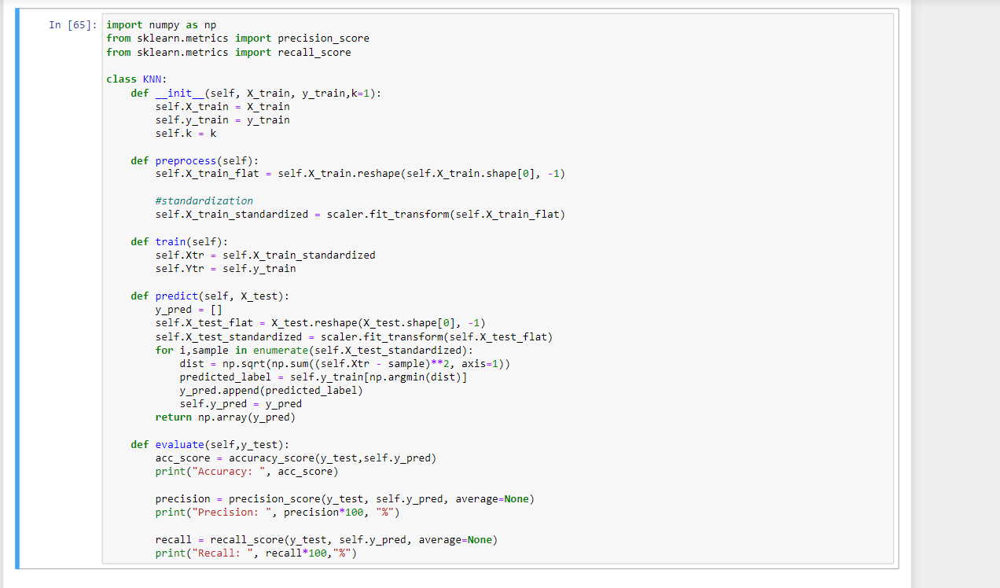 In [65]: import numpy as np
from sklearn.metrics import precision_score
from sklearn.metrics import recall_score

class KNN:
    def __init__(self, X_train, y_train,k=1):
        self.X_train = X_train
        self.y_train = y_train
        self.k = k

    def preprocess(self):
        self.X_train_flat = self.X_train.reshape(self.X_train.shape[0], -1)

        #standardization
        self.X_train_standardized = scaler.fit_transform(self.X_train_flat)

    def train(self):
        self.Xtr = self.X_train_standardized
        self.Ytr = self.y_train

    def predict(self, X_test):
        y_pred = []
        self.X_test_flat = X_test.reshape(X_test.shape[0], -1)
        self.X_test_standardized = scaler.fit_transform(self.X_test_flat)
        for i,sample in enumerate(self.X_test_standardized):
            dist = np.sqrt(np.sum((self.Xtr - sample)**2, axis=1))
            predicted_label = self.y_train[np.argmin(dist)]
            y_pred.append(predicted_label)
            self.y_pred = y_pred
        return np.array(y_pred)

    def evaluate(self,y_test):
        acc_score = accuracy_score(y_test,self.y_pred)
        print("Accuracy: ", acc_score)

        precision = precision_score(y_test, self.y_pred, average=None)
        print("Precision: ", precision*100, "%")

        recall = recall_score(y_test, self.y_pred, average=None)
        print("Recall: ", recall*100,"%")